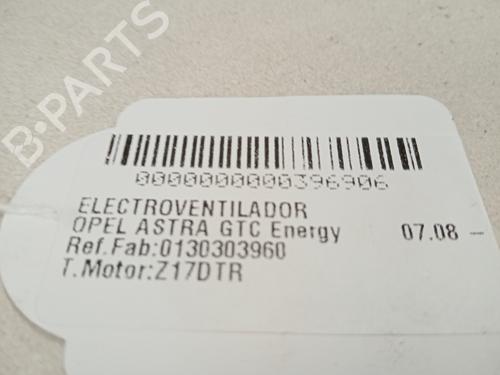 B-PARTS
0000000000396906
ELECTROVENTILADOR
OPEL ASTRA GTC Energy 07.08 -
Ref.Fab:0130303960
T.Motor:Z17DTR